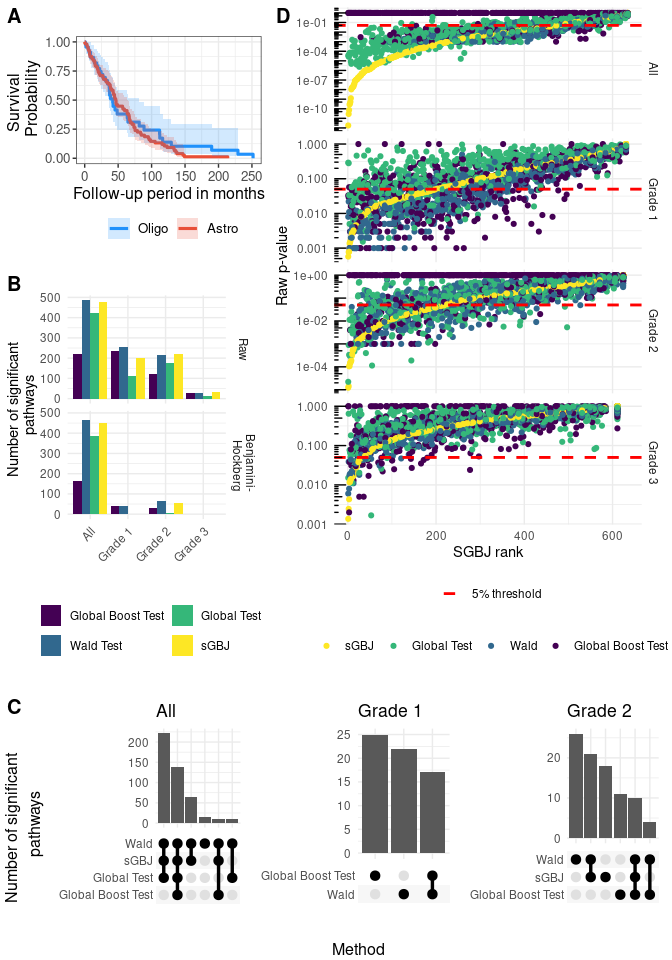 A
Survival
Probability
1.00
0.75
0.50
0.25
0.00
0
50
100
150
200
250
Follow-up period in months
Oligo
Astro
B
Number of significant
pathways
500
400
300
200
100
0
Raw
500
400
300
200
100
0
Benjamini-
Hockberg
All
Grade 1
Grade 2
Grade 3
Global Boost Test
Global Test
Wald Test
sGBJ
D
Raw p-value
1e-01
1e-04
1e-07
1e-10
All
1.000
0.100
0.010
0.001
Grade 1
1e+00
1e-02
1e-04
Grade 2
1.000
0.100
0.010
0.001
Grade 3
0
200
400
600
SGBJ rank
5% threshold
sGBJ
Global Test
Wald
Global Boost Test
C
Number of significant
pathways
All
200
150
100
50
0
Wald
sGBJ
Global Test
Global Boost Test
Grade 1
25
20
15
10
5
0
Global Boost Test
Wald
Grade 2
20
10
0
Wald
sGBJ
Global Boost Test
Method